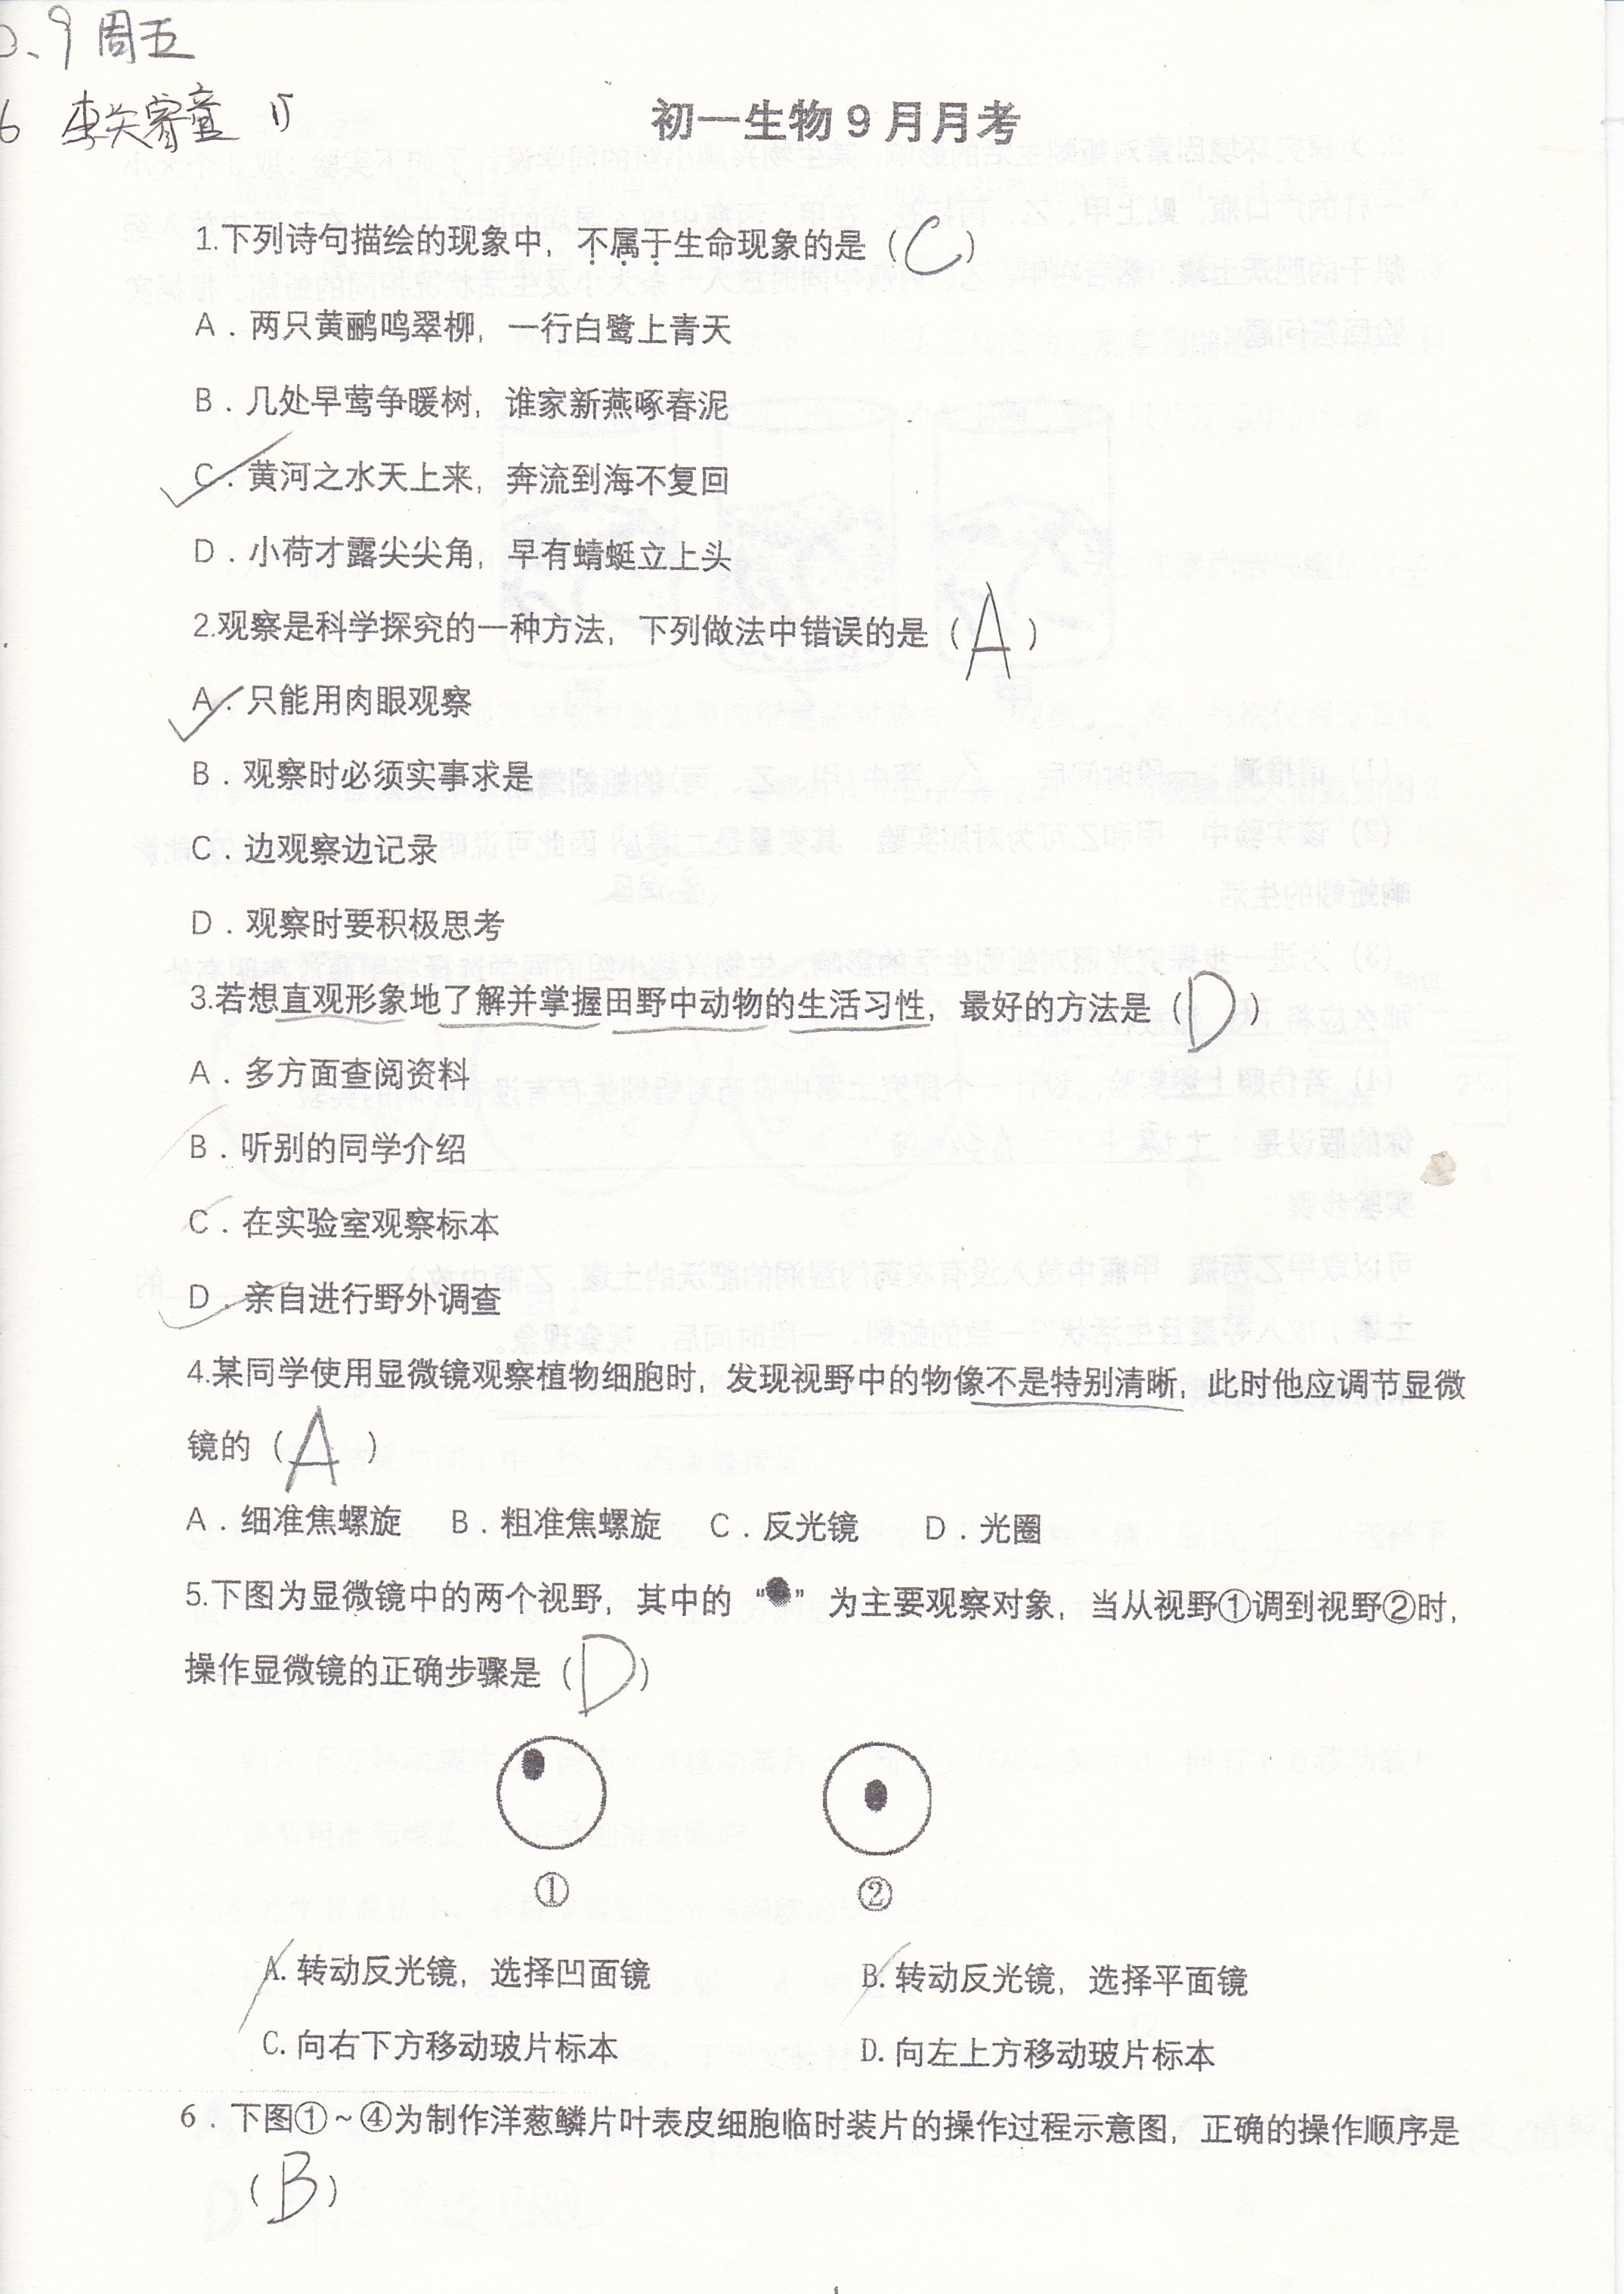 9 周五
6
初一生物9月月考
1.下列诗句描绘的现象中，不属于生命现象的是（C）
A．两只黄鹂鸣翠柳，一行白鹭上青天
B．几处早莺争暖树，谁家新燕啄春泥
C．黄河之水天上来，奔流到海不复回
D．小荷才露尖尖角，早有蜻蜓立上头
2.观察是科学探究的一种方法，下列做法中错误的是（A）
A．只能用肉眼观察
B．观察时必须实事求是
C．边观察边记录
D．观察时要积极思考
3.若想直观形象地了解并掌握田野中动物的生活习性，最好的方法是（D）
A．多方面查阅资料
B．听别的同学介绍
C．在实验室观察标本
D．亲自进行野外调查
4.某同学使用显微镜观察植物细胞时，发现视野中的物像不是特别清晰，此时他应调节显微
镜的（A）
A．细准焦螺旋 B．粗准焦螺旋 C．反光镜 D．光圈
5.下图为显微镜中的两个视野，其中的“●”为主要观察对象，当从视野①调到视野②时，
操作显微镜的正确步骤是（D）
① ②
A. 转动反光镜，选择凹面镜 B. 转动反光镜，选择平面镜
C. 向右下方移动玻片标本 D. 向左上方移动玻片标本
6．下图①~④为制作洋葱鳞片叶表皮细胞临时装片的操作过程示意图，正确的操作顺序是
（B）